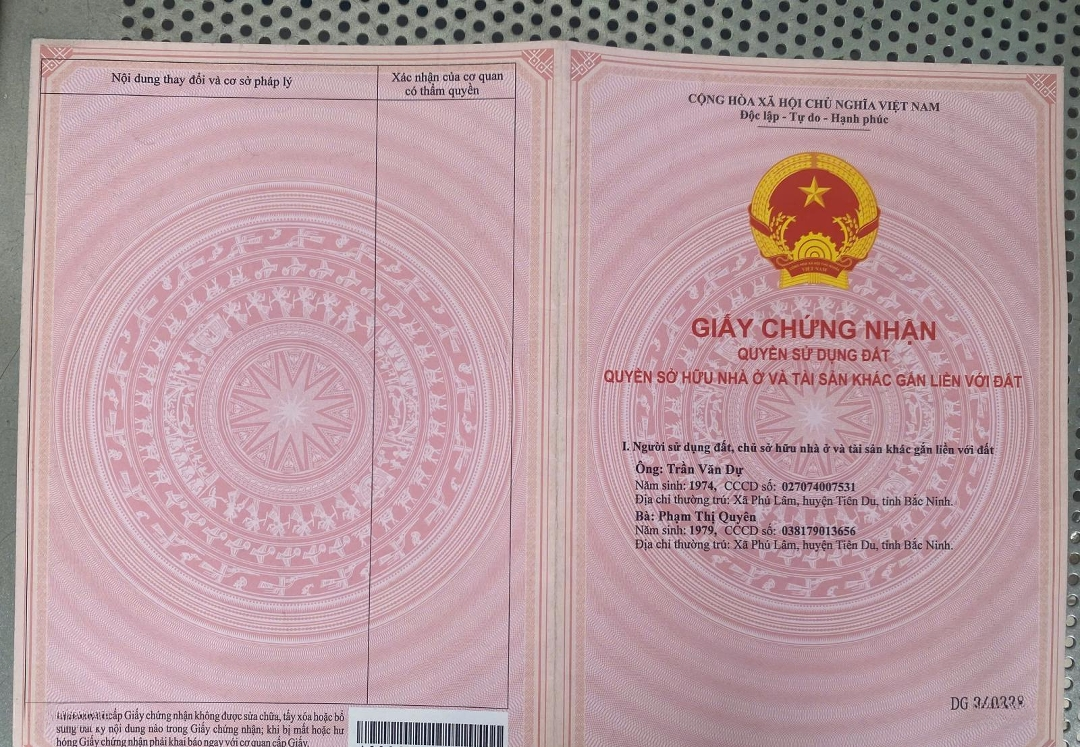 Nội dung thay đổi và cơ sở pháp lý
Xác nhận của cơ quan
có thẩm quyền
cấp Giấy chứng nhận không được sửa chữa, tẩy xóa hoặc bổ
sung bất kỳ nội dung nào trong Giấy chứng nhận; khi bị mất hoặc hư
hỏng Giấy chứng nhận phải khai báo ngay với cơ quan cấp Giấy.
CỘNG HÒA XÃ HỘI CHỦ NGHĨA VIỆT NAM
Độc lập - Tự do - Hạnh phúc
VIỆT NAM
GIẤY CHỨNG NHẬN
QUYỀN SỬ DỤNG ĐẤT
QUYỀN SỞ HỮU NHÀ Ở VÀ TÀI SẢN KHÁC GẮN LIỀN VỚI ĐẤT
I. Người sử dụng đất, chủ sở hữu nhà ở và tài sản khác gắn liền với đất
Ông: Trần Văn Dự
Năm sinh: 1974, CCCD số: 027074007531
Địa chỉ thường trú: Xã Phú Lâm, huyện Tiên Du, tỉnh Bắc Ninh.
Bà: Phạm Thị Quyên
Năm sinh: 1979, CCCD số: 038179013656
Địa chỉ thường trú: Xã Phú Lâm, huyện Tiên Du, tỉnh Bắc Ninh.
DG